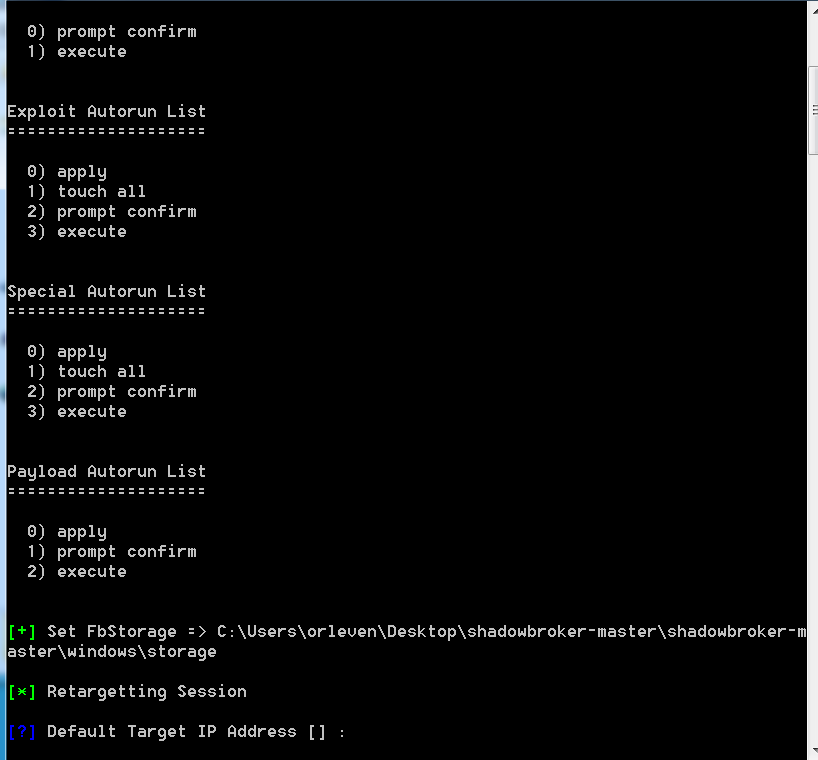 0) prompt confirm
1) execute
Exploit Autorun List
====================
0) apply
1) touch all
2) prompt confirm
3) execute
Special Autorun List
====================
0) apply
1) touch all
2) prompt confirm
3) execute
Payload Autorun List
====================
0) apply
1) prompt confirm
2) execute
[+] Set FbStorage => C:\Users\orleven\Desktop\shadowbroker-master\shadowbroker-m
aster\windows\storage
[*] Retargetting Session
[?] Default Target IP Address [] :